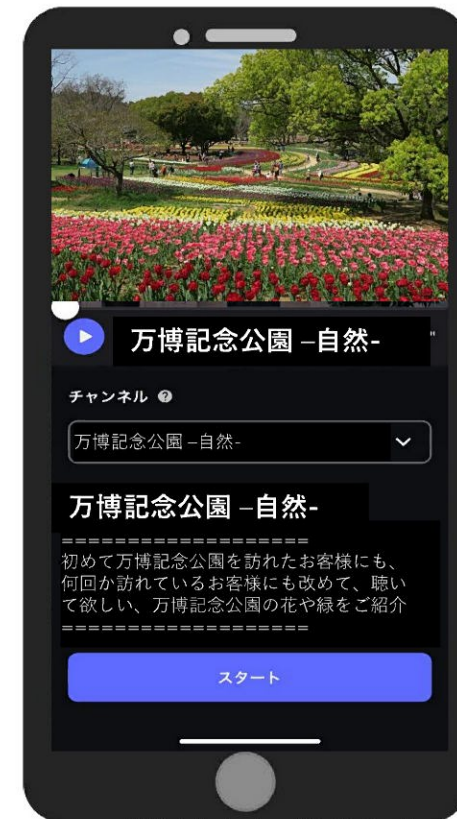 万博記念公園 –自然-
チャンネル ?
万博記念公園 –自然-
万博記念公園 –自然-
===================
初めて万博記念公園を訪れたお客様にも、
何回か訪れているお客様にも改めて、聴い
て欲しい、万博記念公園の花や緑をご紹介
===================
スタート